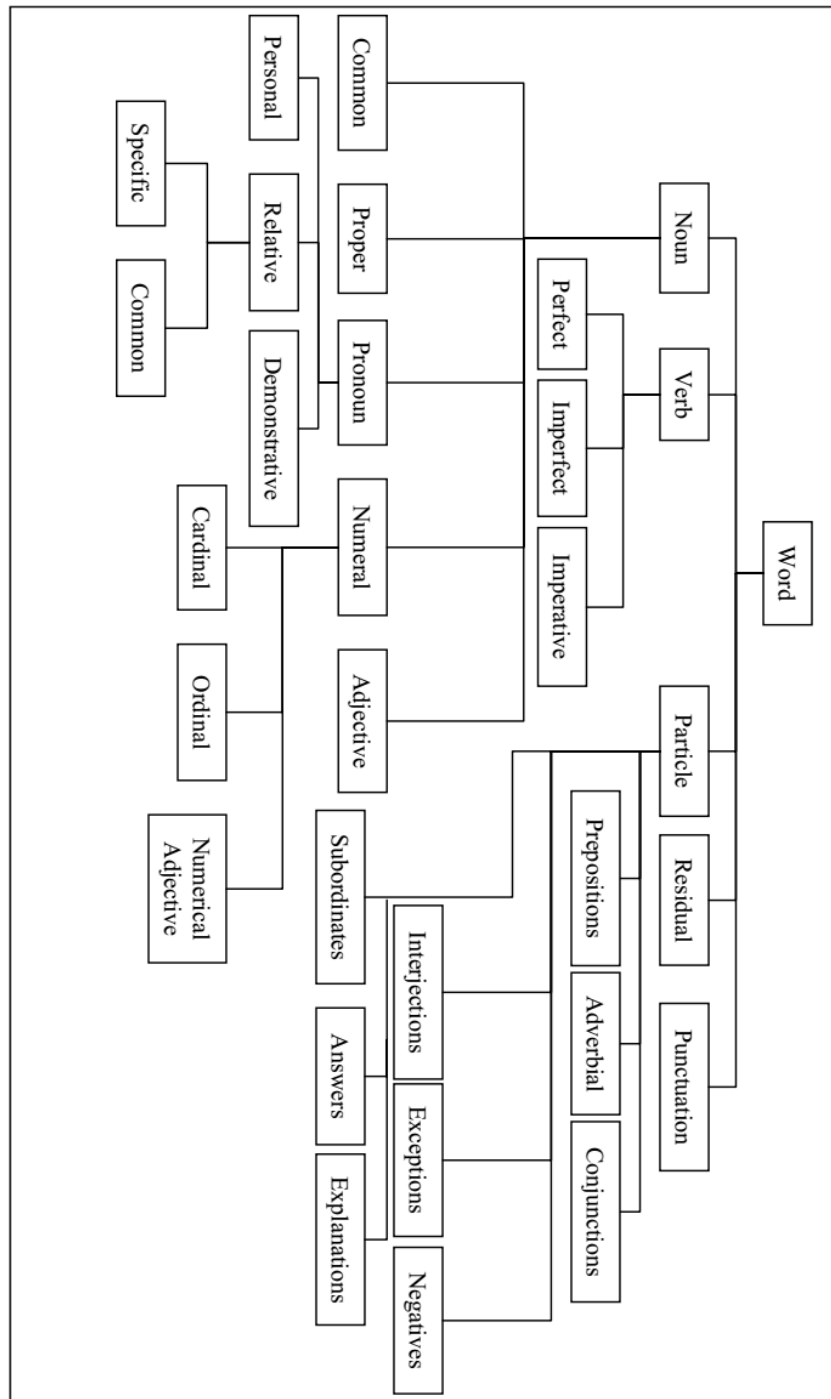 Word
Noun
Verb
Particle
Residual
Punctuation
Perfect
Imperfect
Imperative
Prepositions
Adverbial
Conjunctions
Common
Proper
Pronoun
Numeral
Adjective
Interjections
Exceptions
Negatives
Subordinates
Answers
Explanations
Personal
Relative
Demonstrative
Cardinal
Ordinal
Numerical
Adjective
Specific
Common